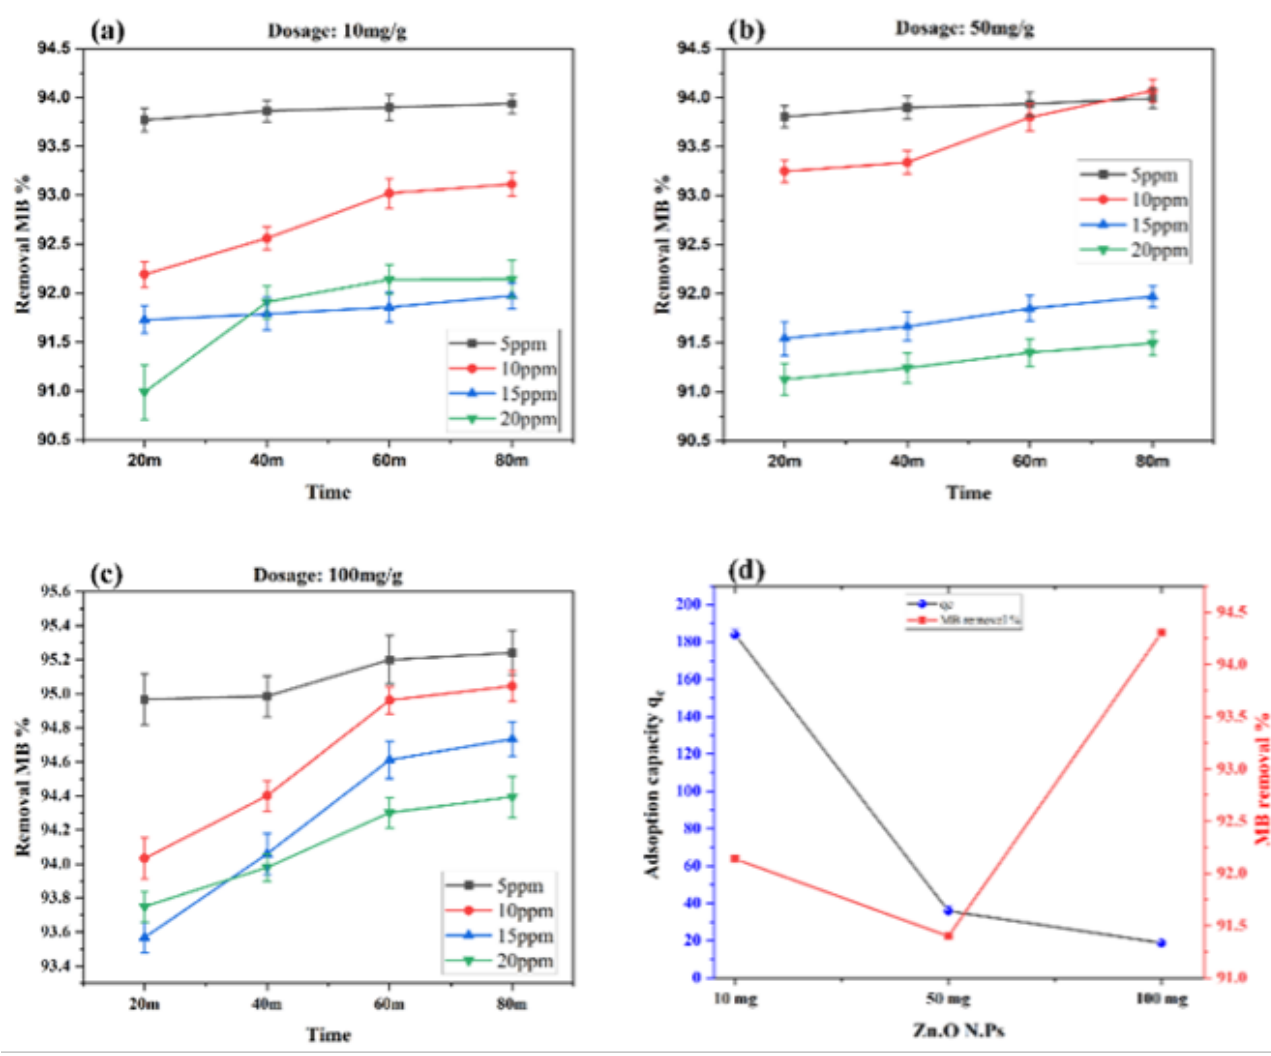 (a) Dosage: 10mg/g
94.5
94.0
93.5
93.0
92.5
92.0
91.5
91.0
90.5
Removal MB %
20m 40m 60m 80m
Time
5ppm
10ppm
15ppm
20ppm
(b) Dosage: 50mg/g
94.5
94.0
93.5
93.0
92.5
92.0
91.5
91.0
90.5
Removal MB %
20m 40m 60m 80m
Time
5ppm
10ppm
15ppm
20ppm
(c) Dosage: 100mg/g
95.6
95.4
95.2
95.0
94.8
94.6
94.4
94.2
94.0
93.8
93.6
93.4
Removal MB %
20m 40m 60m 80m
Time
5ppm
10ppm
15ppm
20ppm
(d)
200
180
160
140
120
100
80
60
40
20
0
Adsoption capacity qe
qe
MB removal%
94.5
94.0
93.5
93.0
92.5
92.0
91.5
91.0
MB removal %
10 mg 50 mg 100 mg
Zn.O N.Ps